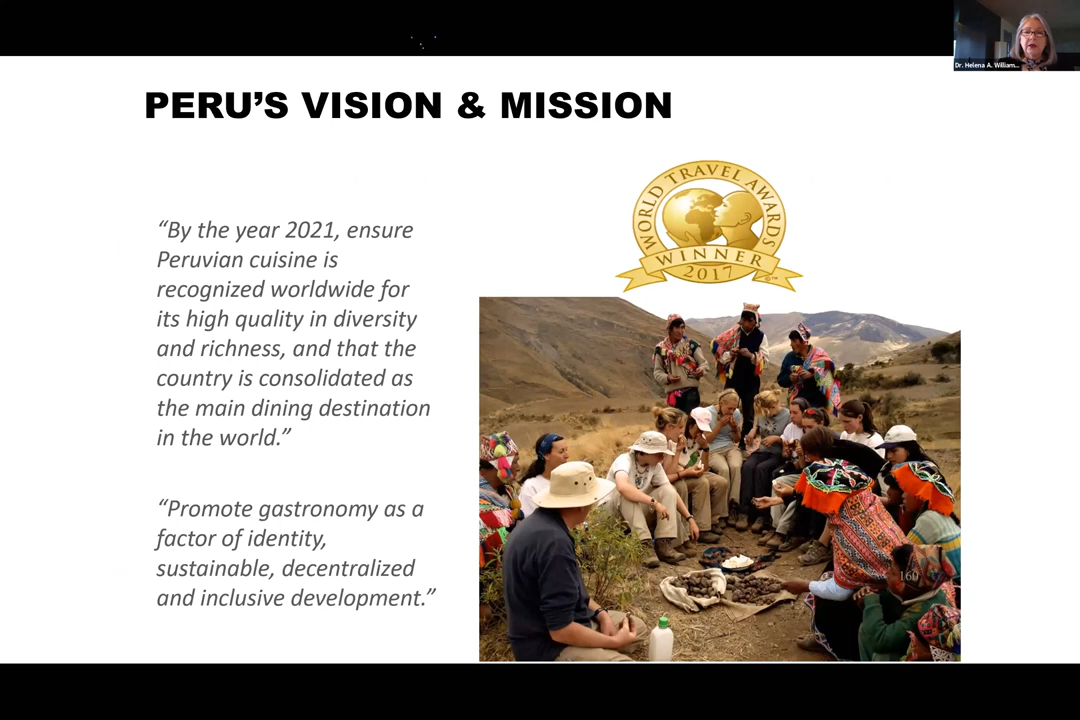 Dr. Helena A. William...
PERU’S VISION & MISSION
WORLD TRAVEL AWARDS
WINNER
2017
“By the year 2021, ensure
Peruvian cuisine is
recognized worldwide for
its high quality in diversity
and richness, and that the
country is consolidated as
the main dining destination
in the world.”
“Promote gastronomy as a
factor of identity,
sustainable, decentralized
and inclusive development.”
160